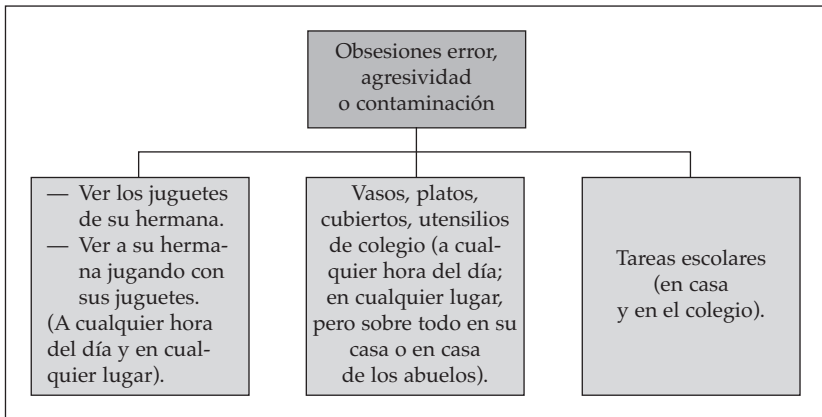 Obsesiones error,
agresividad
o contaminación
— Ver los juguetes
de su hermana.
— Ver a su herma-
na jugando con
sus juguetes.
(A cualquier hora
del día y en cual-
quier lugar).
Vasos, platos,
cubiertos, utensilios
de colegio (a cual-
quier hora del día;
en cualquier lugar,
pero sobre todo en su
casa o en casa
de los abuelos).
Tareas escolares
(en casa
y en el colegio).